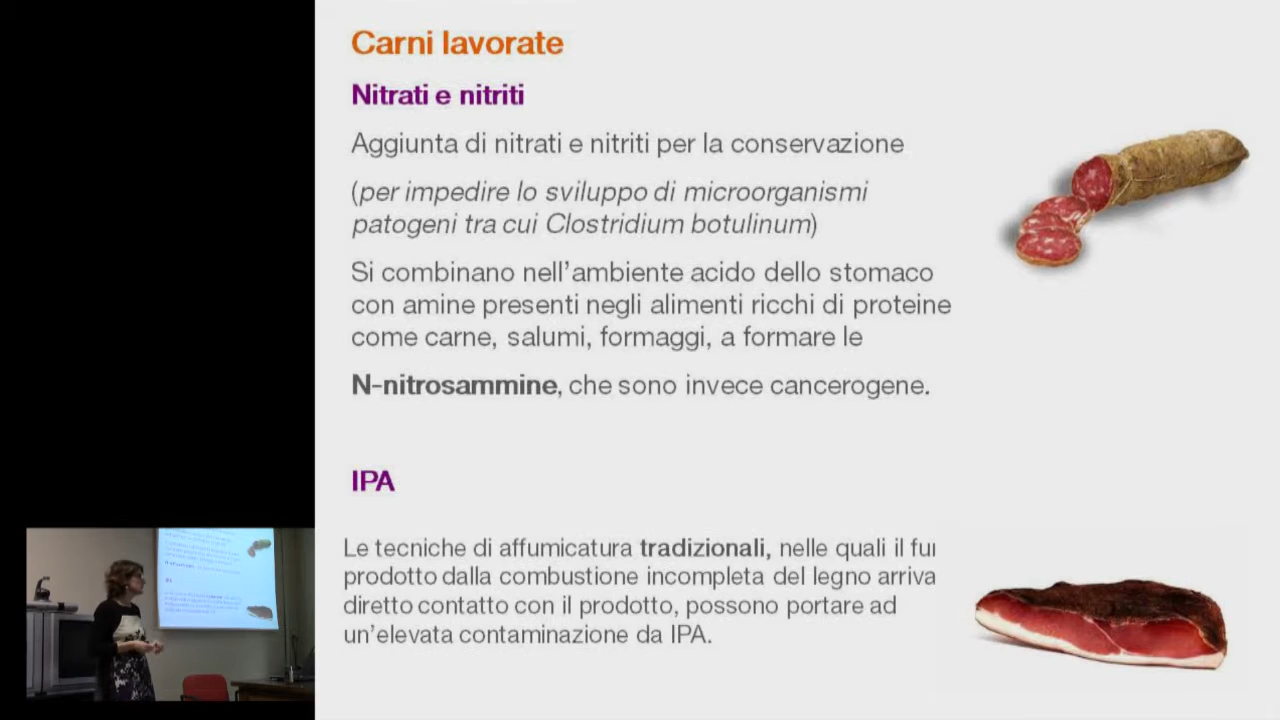 Carni lavorate
Nitrati e nitriti
Aggiunta di nitrati e nitriti per la conservazione
(per impedire lo sviluppo di microorganismi
patogeni tra cui Clostridium botulinum)
Si combinano nell'ambiente acido dello stomaco
con amine presenti negli alimenti ricchi di proteine
come carne, salumi, formaggi, a formare le
N-nitrosammine, che sono invece cancerogene.
IPA
Le tecniche di affumicatura tradizionali, nelle quali il
prodotto dalla combustione incompleta del legno arriva
diretto contatto con il prodotto, possono portare ad
un'elevata contaminazione da IPA.